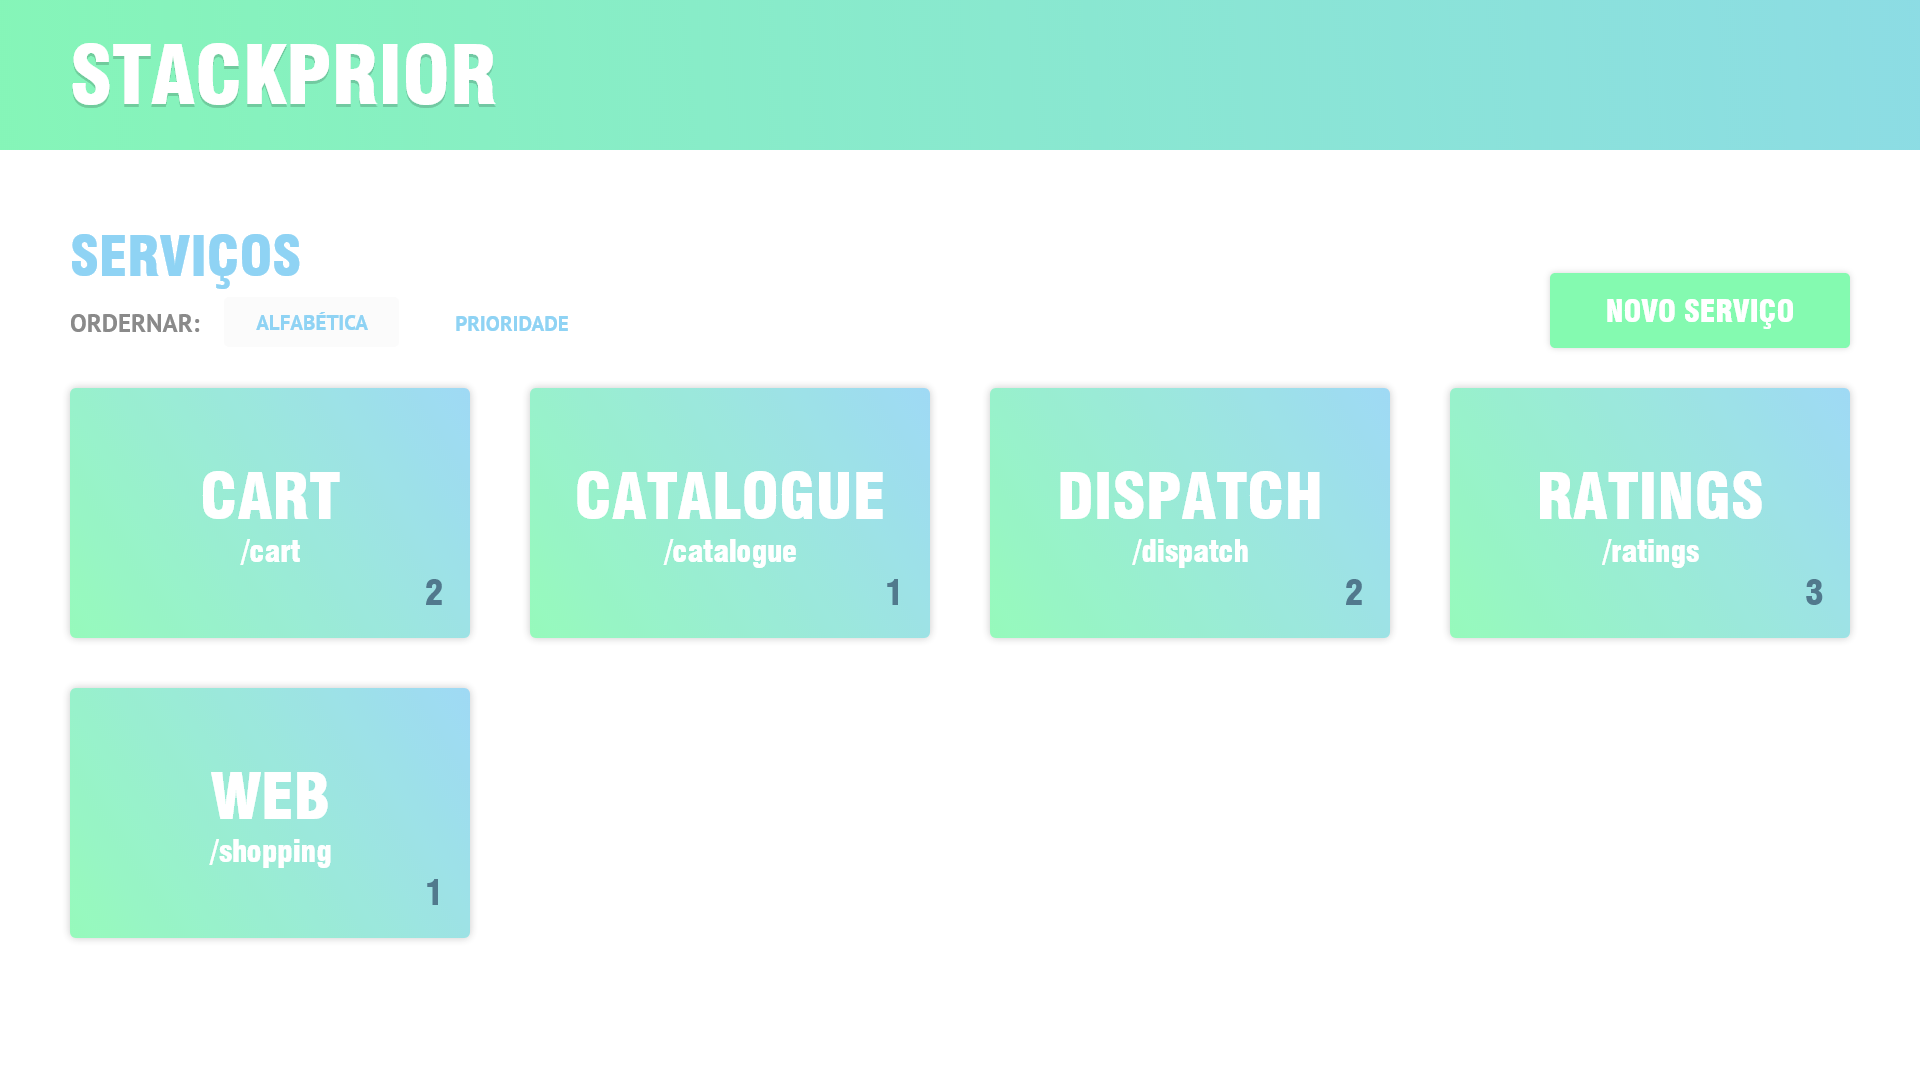 STACKPRIOR
SERVIÇOS
ORDERNAR: ALFABÉTICA PRIORIDADE
NOVO SERVIÇO
CART
/cart
2
CATALOGUE
/catalogue
1
DISPATCH
/dispatch
2
RATINGS
/ratings
3
WEB
/shopping
1